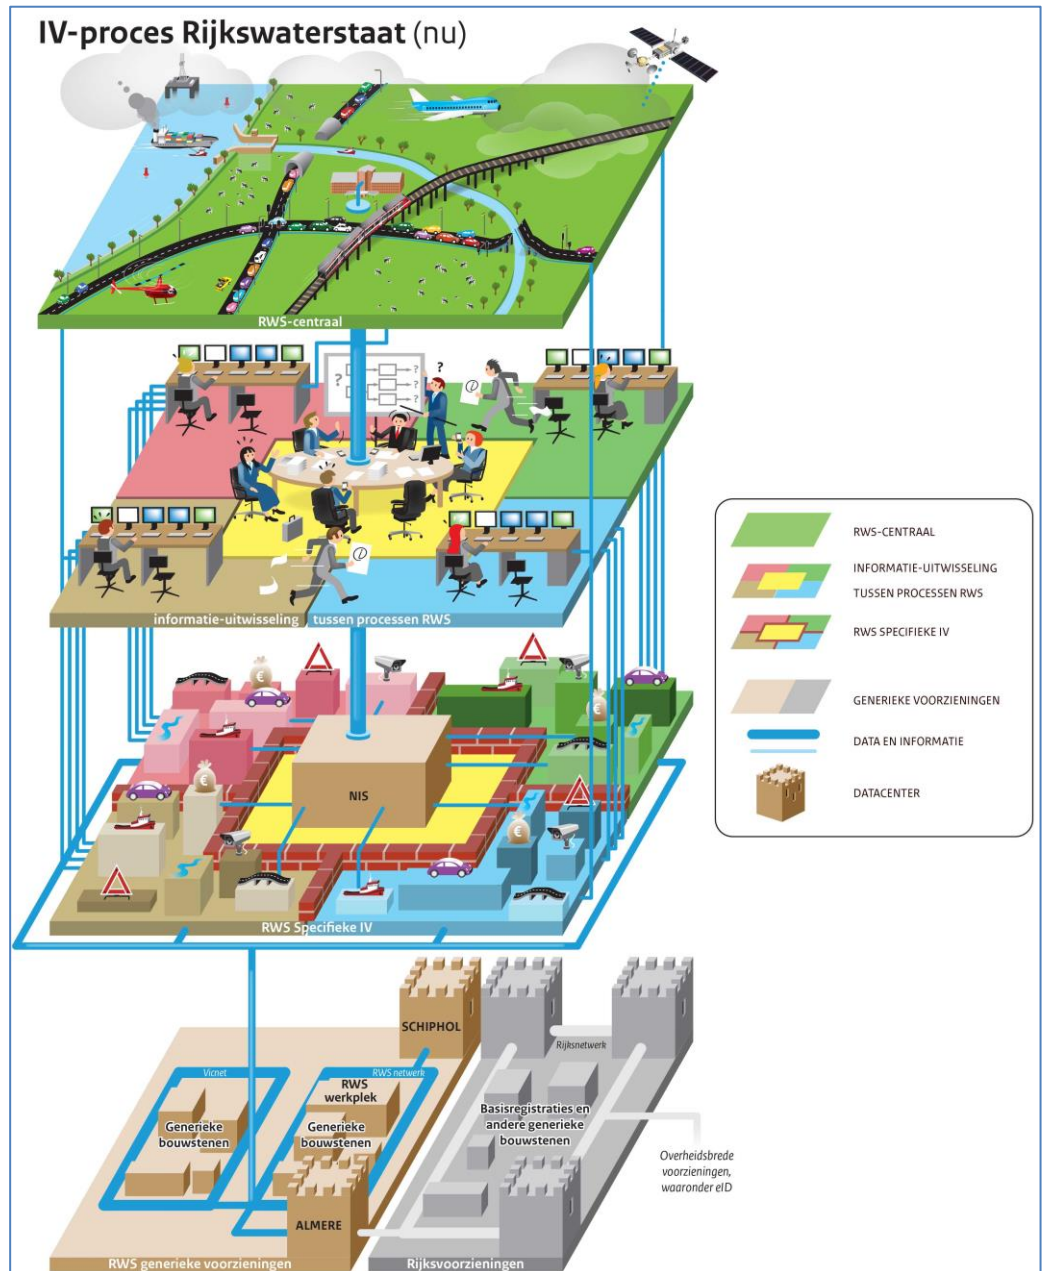 IV-proces Rijkswaterstaat (nu)
RWS-centraal
?
?
?
?
?
informatie-uitwisseling
tussen processen RWS
€
€
€
€
NIS
RWS Specifieke IV
RWS-CENTRAAL
INFORMATIE-UITWISSELING
TUSSEN PROCESSEN RWS
RWS SPECIFIEKE IV
GENERIEKE VOORZIENINGEN
DATA EN INFORMATIE
DATACENTER
SCHIPHOL
Rijksnetwerk
Vicnet
RWS netwerk
RWS
werkplek
Generieke
bouwstenen
Generieke
bouwstenen
Basisregistraties en
andere generieke
bouwstenen
Overheidsbrede
voorzieningen,
waaronder eID
ALMERE
RWS generieke voorzieningen
Rijksvoorzieningen